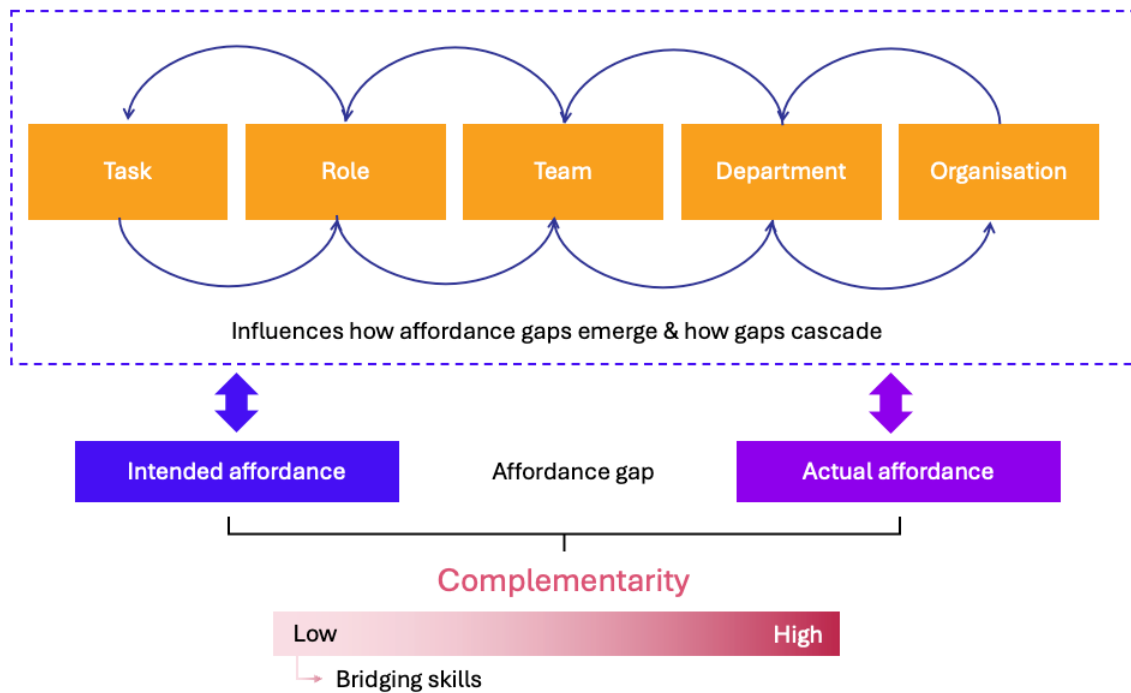 Task
Role
Team
Department
Organisation
Influences how affordance gaps emerge & how gaps cascade
Intended affordance
Affordance gap
Actual affordance
Complementarity
Low
High
Bridging skills